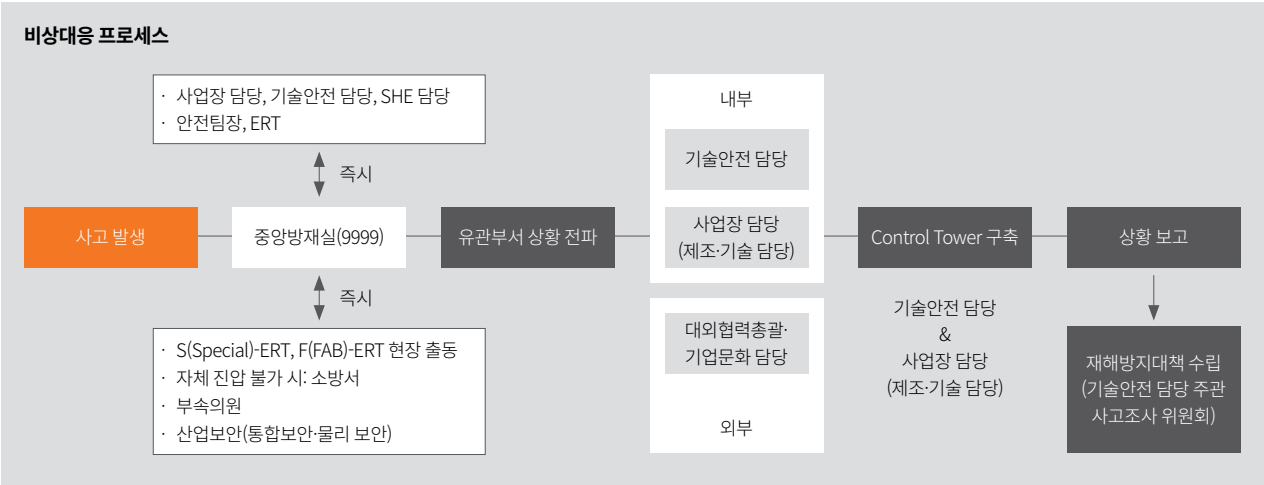 비상대응 프로세스
· 사업장 담당, 기술안전 담당, SHE 담당
· 안전팀장, ERT
즉시
사고 발생
중앙방재실(9999)
유관부서 상황 전파
즉시
· S(Special)-ERT, F(FAB)-ERT 현장 출동
· 자체 진압 불가 시: 소방서
· 부속의원
· 산업보안(통합보안·물리 보안)
내부
기술안전 담당
사업장 담당
(제조·기술 담당)
대외협력총괄·
기업문화 담당
외부
Control Tower 구축
기술안전 담당
&
사업장 담당
(제조·기술 담당)
상황 보고
재해방지대책 수립
(기술안전 담당 주관
사고조사 위원회)